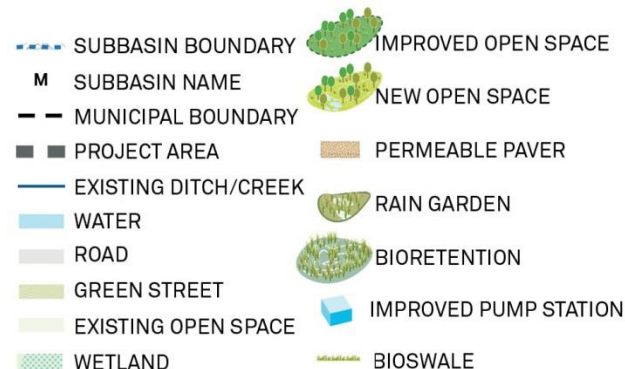 SUBBASIN BOUNDARY
M SUBBASIN NAME
MUNICIPAL BOUNDARY
PROJECT AREA
EXISTING DITCH/CREEK
WATER
ROAD
GREEN STREET
EXISTING OPEN SPACE
WETLAND
IMPROVED OPEN SPACE
NEW OPEN SPACE
PERMEABLE PAVER
RAIN GARDEN
BIORETENTION
IMPROVED PUMP STATION
BIOSWALE